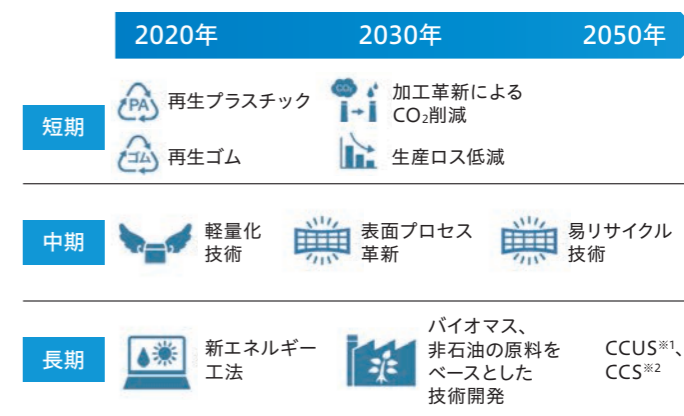 2020年 2030年 2050年
短期
PA 再生プラスチック
CO₂ 加工革新による
CO₂削減
ゴム 再生ゴム
生産ロス低減
中期
軽量化
技術
表面プロセス
革新
易リサイクル
技術
長期
新エネルギー
工法
バイオマス、
非石油の原料を
ベースとした
技術開発
CCUS※1、
CCS※2